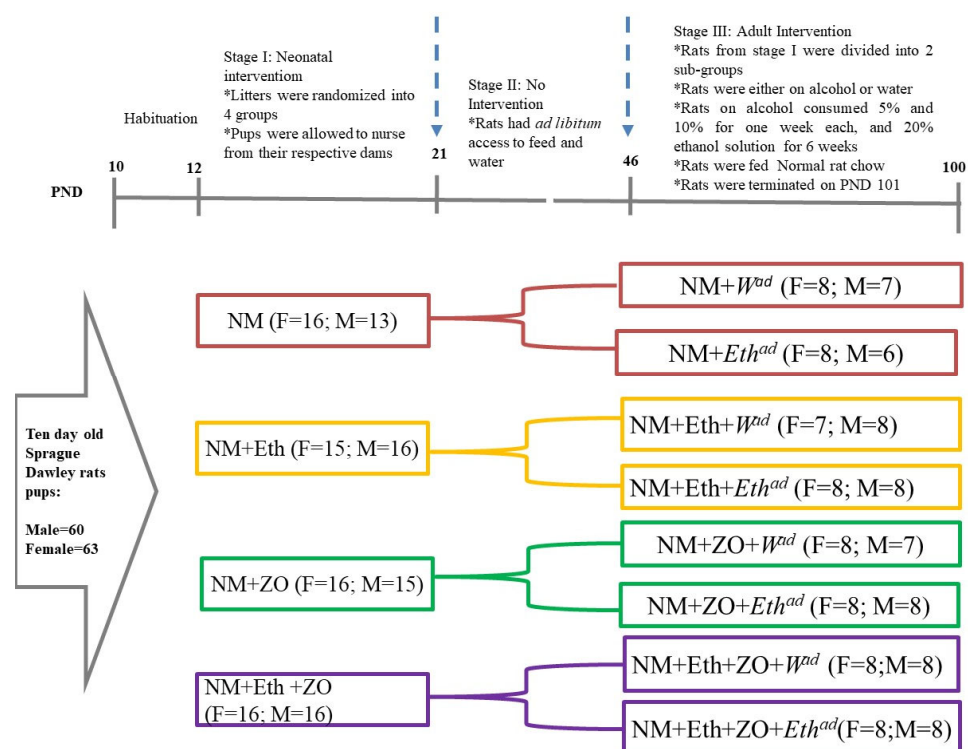 Stage I: Neonatal
interventionm
*Litters were randomized into
4 groups
*Pups were allowed to nurse
from their respective dams
Stage II: No
Intervention
*Rats had ad libitum
access to feed and
water
Stage III: Adult Intervention
*Rats from stage I were divided into 2
sub-groups
*Rats were either on alcohol or water
*Rats on alcohol consumed 5% and
10% for one week each, and 20%
ethanol solution for 6 weeks
*Rats were fed Normal rat chow
*Rats were terminated on PND 101
Habituation
PND
10
12
21
46
100
Ten day old
Sprague
Dawley rats
pups:
Male=60
Female=63
NM (F=16; M=13)
NM+Wᵃᵈ (F=8; M=7)
NM+Ethᵃᵈ (F=8; M=6)
NM+Eth (F=15; M=16)
NM+Eth+Wᵃᵈ (F=7; M=8)
NM+Eth+Ethᵃᵈ (F=8; M=8)
NM+ZO (F=16; M=15)
NM+ZO+Wᵃᵈ (F=8; M=7)
NM+ZO+Ethᵃᵈ (F=8; M=8)
NM+Eth +ZO
(F=16; M=16)
NM+Eth+ZO+Wᵃᵈ (F=8;M=8)
NM+Eth+ZO+Ethᵃᵈ(F=8;M=8)